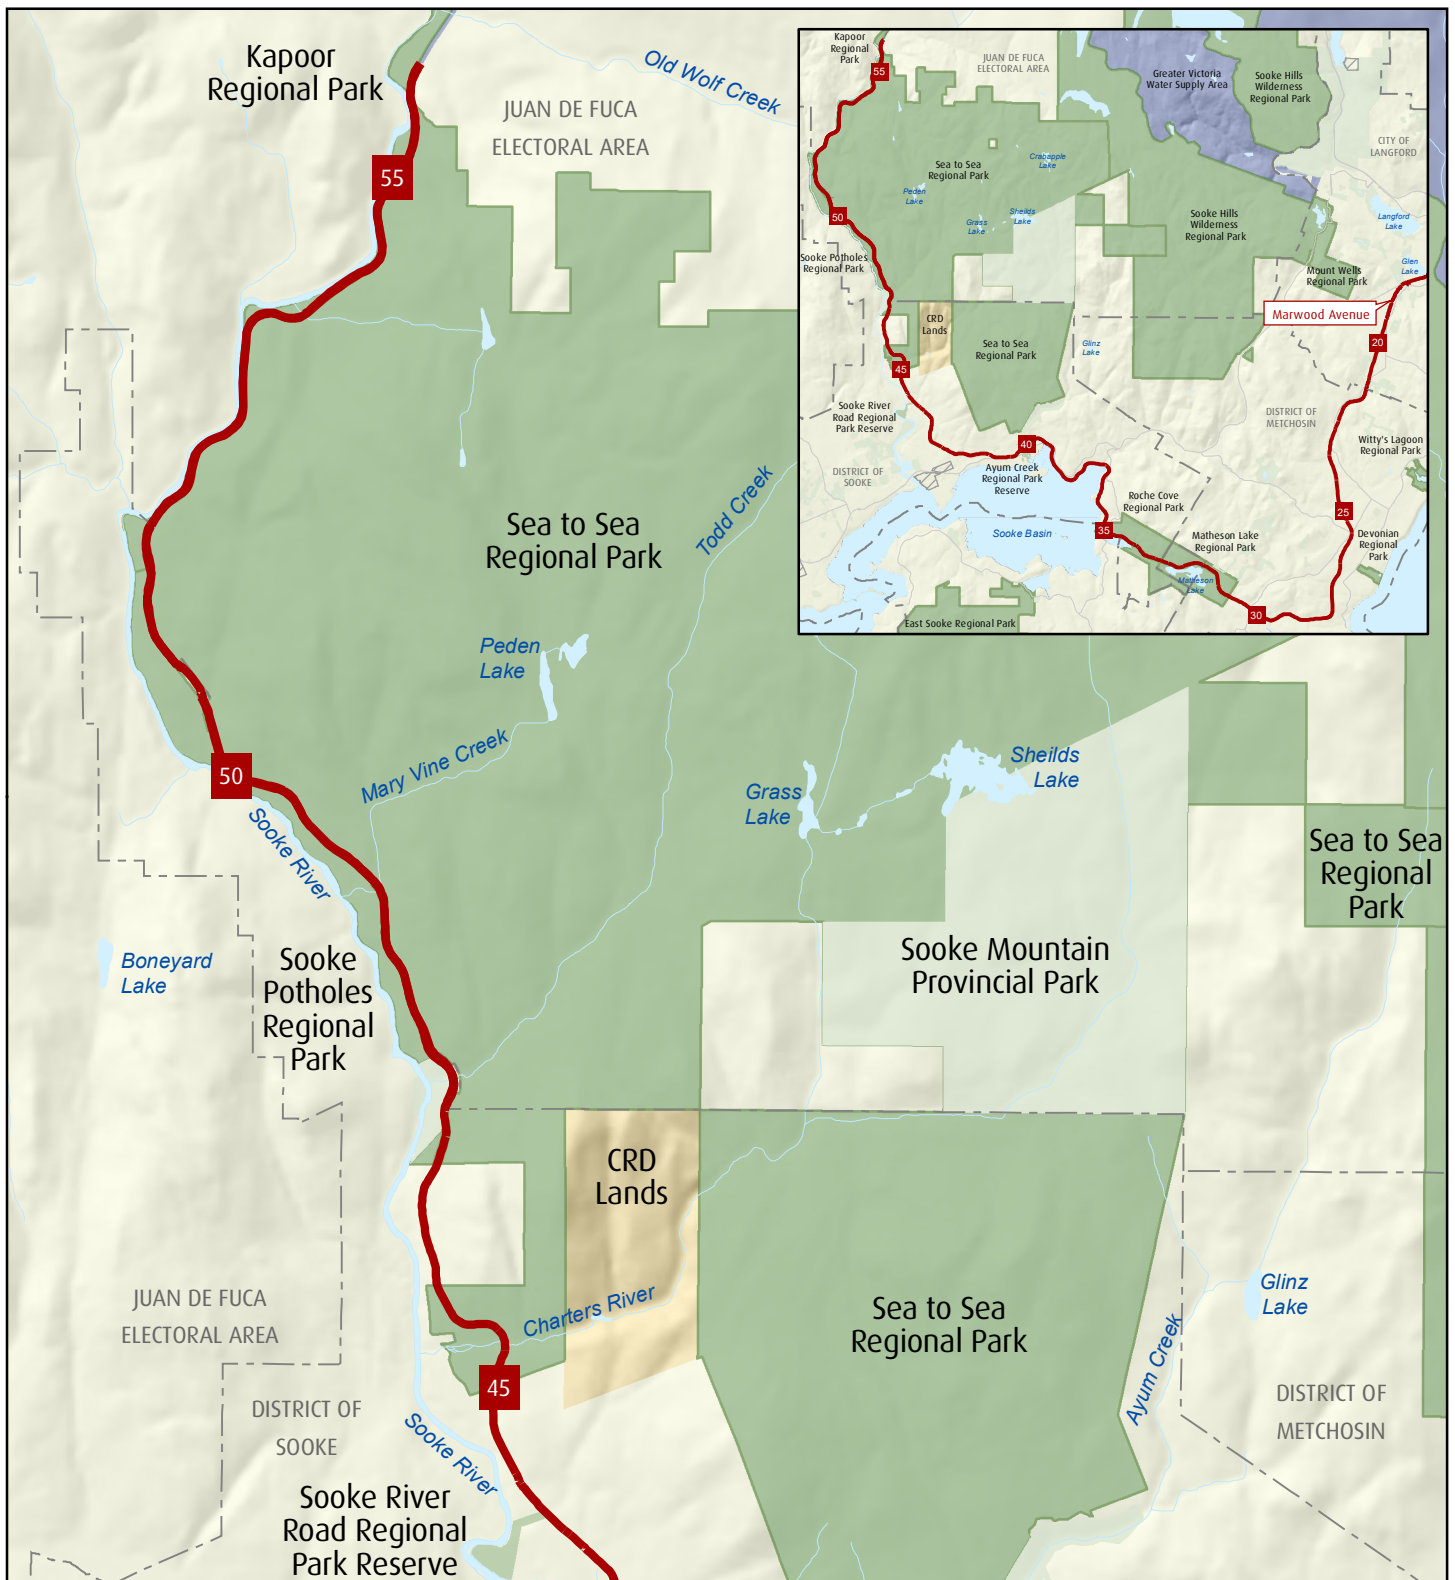 Kapoor
Regional Park
Old Wolf Creek
JUAN DE FUCA
ELECTORAL AREA
55
Sea to Sea
Regional Park
Todd Creek
Peden
Lake
Mary Vine Creek
50
Sooke River
Grass
Lake
Sheilds
Lake
Sea to Sea
Regional
Park
Boneyard
Lake
Sooke
Potholes
Regional
Park
Sooke Mountain
Provincial Park
CRD
Lands
JUAN DE FUCA
ELECTORAL AREA
Charters River
Sea to Sea
Regional Park
Glinz
Lake
Ayum Creek
45
DISTRICT OF
SOOKE
Sooke River
DISTRICT OF
METCHOSIN
Sooke River
Road Regional
Park Reserve
Kapoor
Regional
Park
55
JUAN DE FUCA
ELECTORAL AREA
Greater Victoria
Water Supply Area
Sooke Hills
Wilderness
Regional Park
CITY OF
LANGFORD
Sea to Sea
Regional Park
Crabapple
Lake
Peden
Lake
Grass
Lake
Sheilds
Lake
50
Sooke Hills
Wilderness
Regional Park
Langford
Lake
Sooke Potholes
Regional Park
Mount Wells
Regional Park
Glen
Lake
Marwood Avenue
CRD
Lands
Sea to Sea
Regional Park
Glinz
Lake
20
45
Sooke River
Road Regional
Park Reserve
DISTRICT OF
METCHOSIN
40
Witty's Lagoon
Regional Park
DISTRICT OF
SOOKE
Ayum Creek
Regional Park
Reserve
Roche Cove
Regional Park
25
Sooke Basin
35
Matheson Lake
Regional Park
Devonian
Regional
Park
Matheson
Lake
30
East Sooke Regional Park